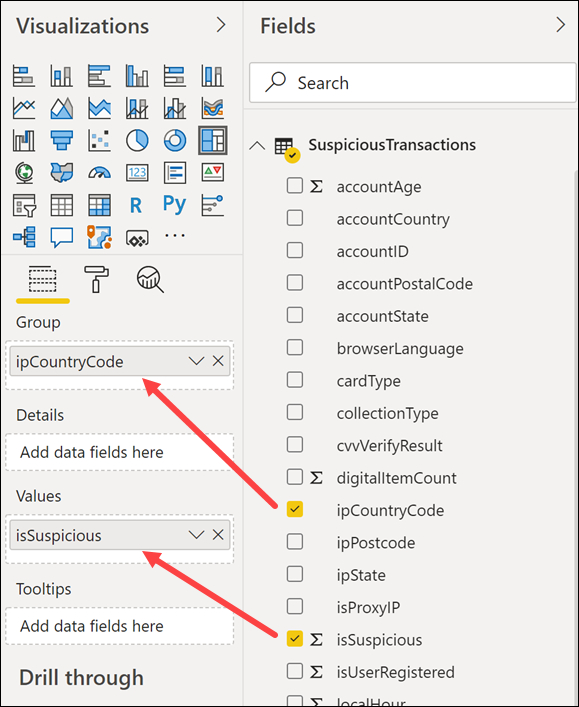 Visualizations
R
Py
123
Group
ipCountryCode
Details
Add data fields here
Values
isSuspicious
Tooltips
Add data fields here
Drill through
Fields
Search
SuspiciousTransactions
accountAge
accountCountry
accountID
accountPostalCode
accountState
browserLanguage
cardType
collectionType
cvvVerifyResult
digitalItemCount
ipCountryCode
ipPostcode
ipState
isProxyIP
isSuspicious
isUserRegistered
localHour